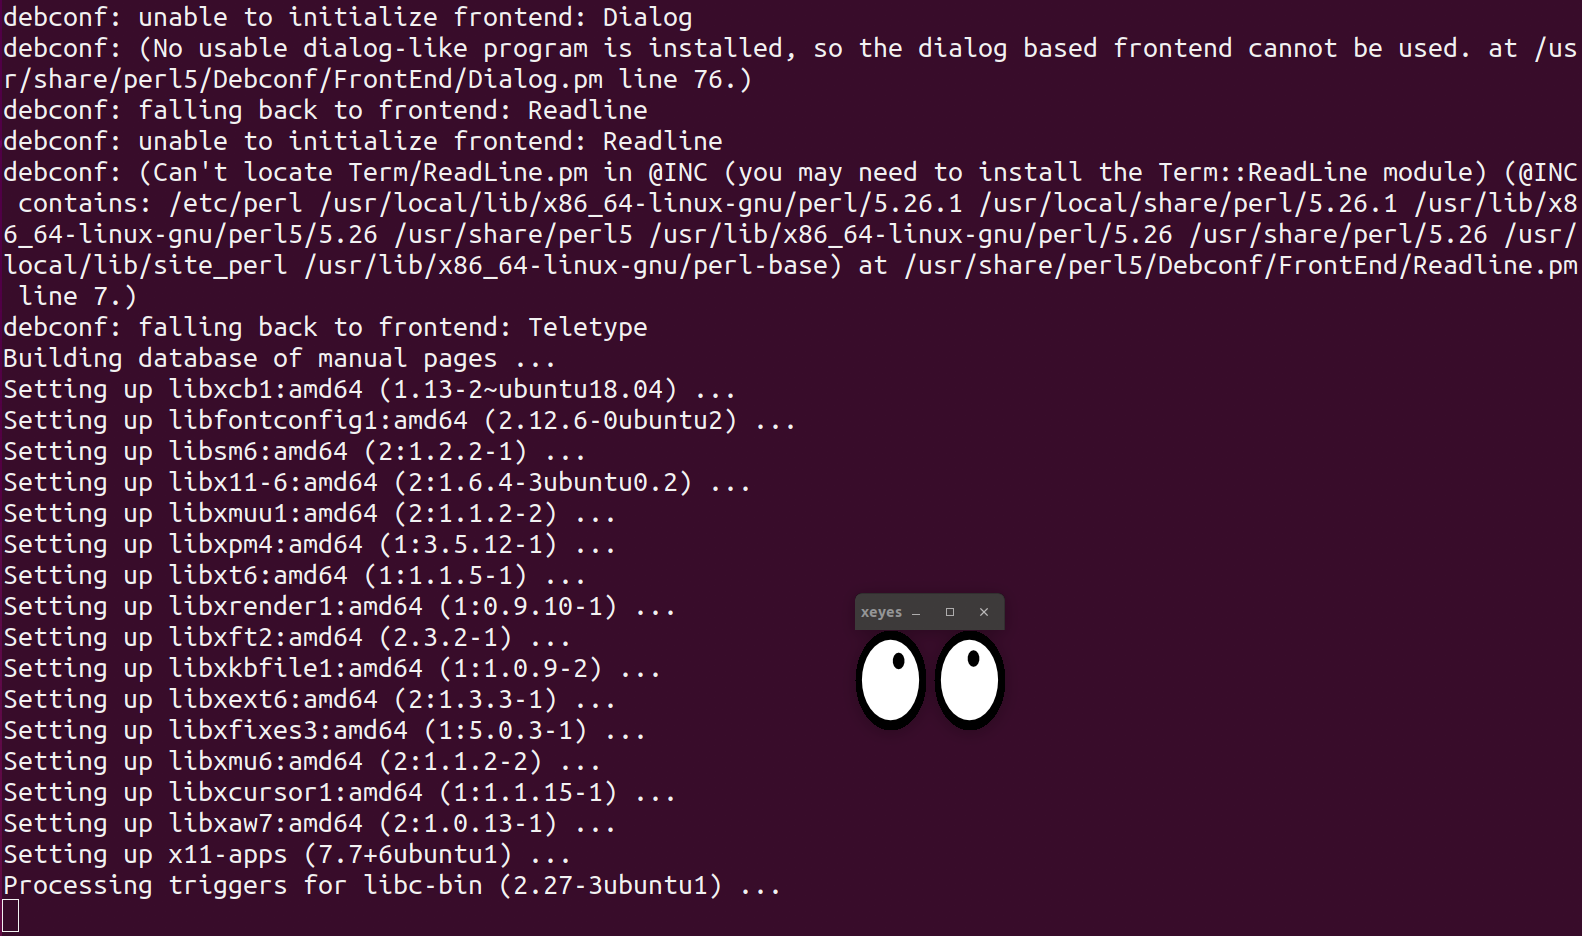 debconf: unable to initialize frontend: Dialog
debconf: (No usable dialog-like program is installed, so the dialog based frontend cannot be used. at /us
r/share/perl5/Debconf/FrontEnd/Dialog.pm line 76.)
debconf: falling back to frontend: Readline
debconf: unable to initialize frontend: Readline
debconf: (Can't locate Term/ReadLine.pm in @INC (you may need to install the Term::ReadLine module) (@INC
 contains: /etc/perl /usr/local/lib/x86_64-linux-gnu/perl/5.26.1 /usr/local/share/perl/5.26.1 /usr/lib/x8
6_64-linux-gnu/perl5/5.26 /usr/share/perl5 /usr/lib/x86_64-linux-gnu/perl/5.26 /usr/share/perl/5.26 /usr/
local/lib/site_perl /usr/lib/x86_64-linux-gnu/perl-base) at /usr/share/perl5/Debconf/FrontEnd/Readline.pm
 line 7.)
debconf: falling back to frontend: Teletype
Building database of manual pages ...
Setting up libxcb1:amd64 (1.13-2~ubuntu18.04) ...
Setting up libfontconfig1:amd64 (2.12.6-0ubuntu2) ...
Setting up libsm6:amd64 (2:1.2.2-1) ...
Setting up libx11-6:amd64 (2:1.6.4-3ubuntu0.2) ...
Setting up libxmuu1:amd64 (2:1.1.2-2) ...
Setting up libxpm4:amd64 (1:3.5.12-1) ...
Setting up libxt6:amd64 (1:1.1.5-1) ...
Setting up libxrender1:amd64 (1:0.9.10-1) ...
xeyes
Setting up libxft2:amd64 (2.3.2-1) ...
Setting up libxkbfile1:amd64 (1:1.0.9-2) ...
Setting up libxext6:amd64 (2:1.3.3-1) ...
Setting up libxfixes3:amd64 (1:5.0.3-1) ...
Setting up libxmu6:amd64 (2:1.1.2-2) ...
Setting up libxcursor1:amd64 (1:1.1.15-1) ...
Setting up libxaw7:amd64 (2:1.0.13-1) ...
Setting up x11-apps (7.7+6ubuntu1) ...
Processing triggers for libc-bin (2.27-3ubuntu1) ...